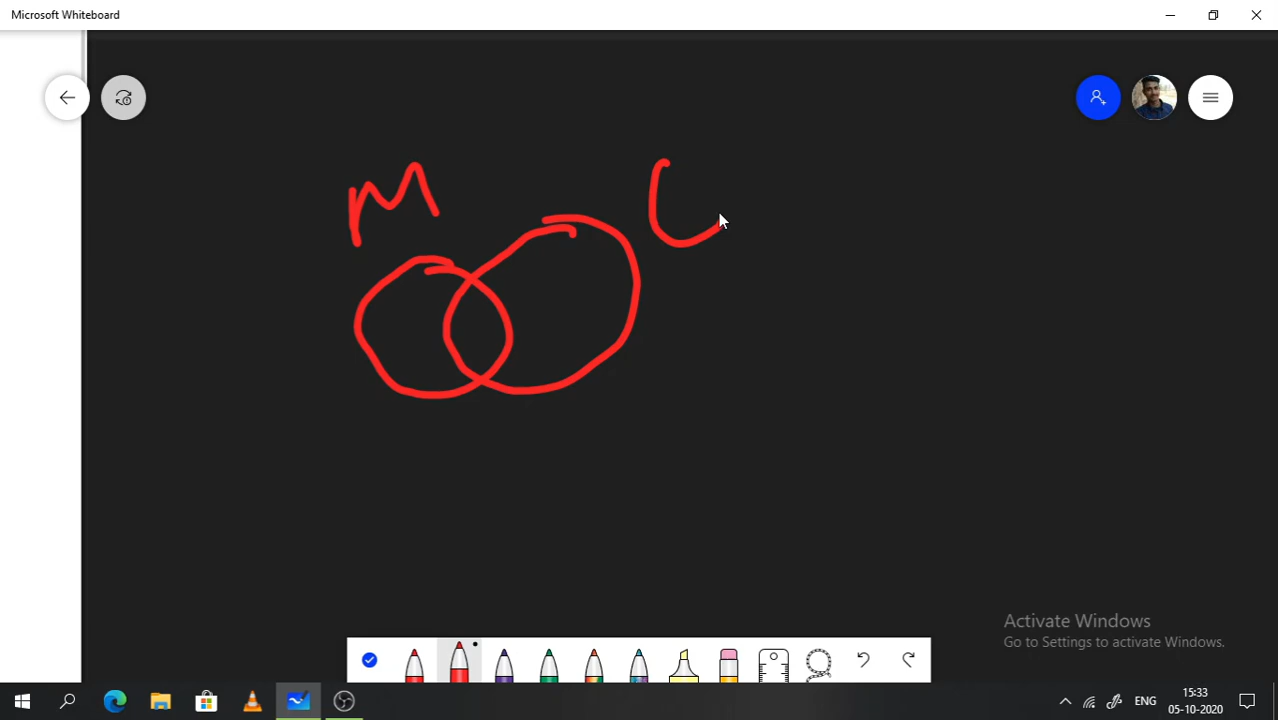 Microsoft Whiteboard
M C
Activate Windows
Go to Settings to activate Windows.
ENG
15:33
05-10-2020